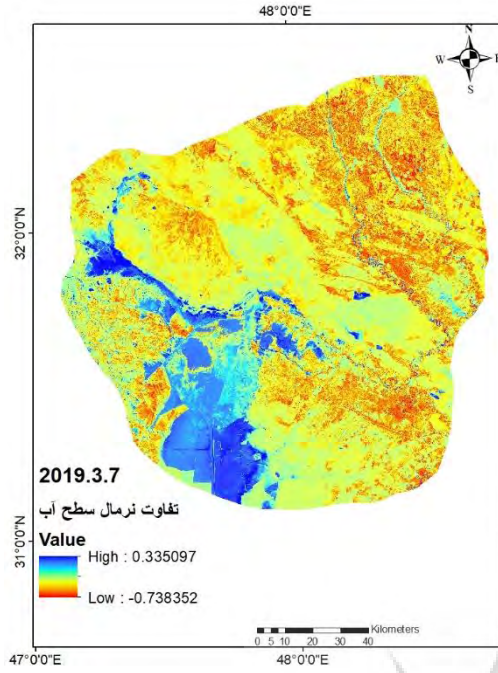 48°0'0"E
N
W E
S
32°0'0"N
31°0'0"N
2019.3.7
تفاوت نرمال سطح آب
Value
High : 0.335097
Low : -0.738352
Kilometers
0 5 10 20 30 40
47°0'0"E 48°0'0"E